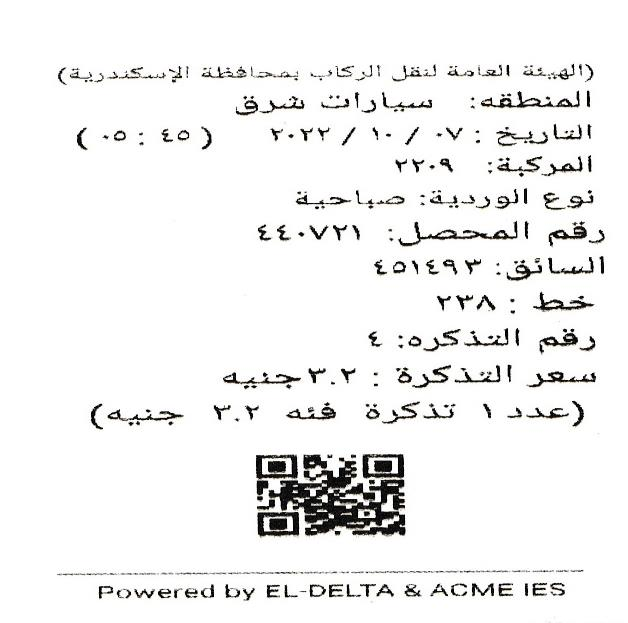 (الهيئة العامة لنقل الركاب بمحافظة الإسكندرية)
المنطقه: سيارات شرق
التاريخ : ٠٧ / ١٠ / ٢٠٢٢ ( ٤٥ : ٠٥ )
المركبة: ٢٢٠٩
نوع الوردية: صباحية
رقم المحصل: ٤٤٠٧٢١
السائق: ٤٥١٤٩٣
خط : ٢٣٨
رقم التذكره: ٤
سعر التذكرة : ٣.٢ جنيه
(عدد ١ تذكرة فئه ٣.٢ جنيه)
Powered by EL-DELTA & ACME IES